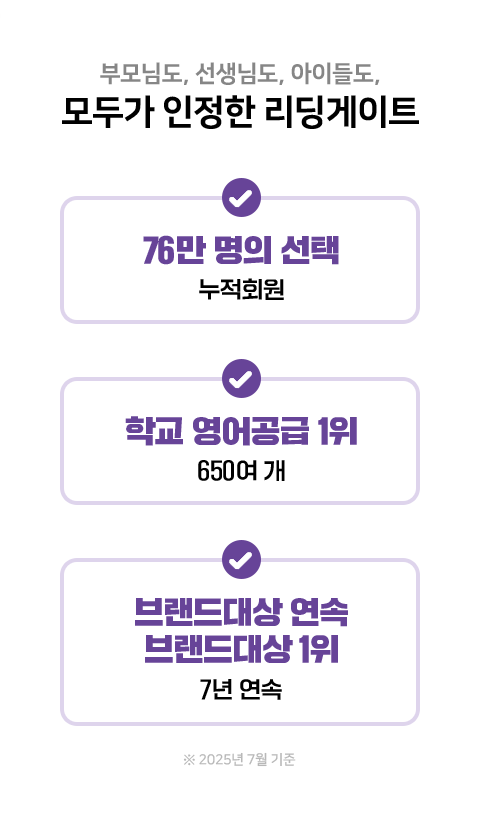 부모님도, 선생님도, 아이들도,
모두가 인정한 리딩게이트
76만 명의 선택
누적회원
학교 영어공급 1위
650여 개
브랜드대상 연속
브랜드대상 1위
7년 연속
※ 2025년 7월 기준